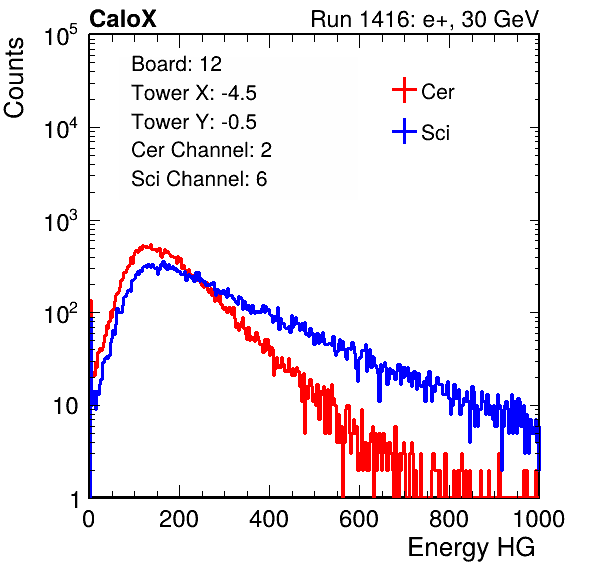 CaloX Run 1416: e+, 30 GeV
Counts
Board: 12
Tower X: -4.5
Tower Y: -0.5
Cer Channel: 2
Sci Channel: 6
Cer
Sci
10^5
10^4
10^3
10^2
10
1
0 200 400 600 800 1000
Energy HG